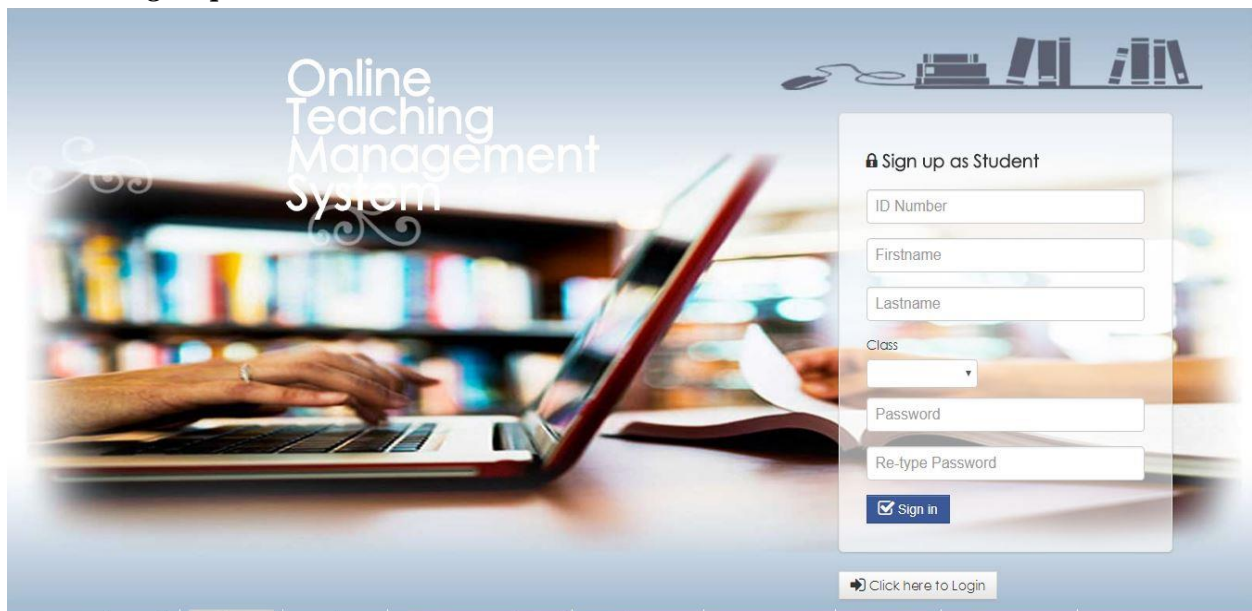 Online
Teaching
Management
System
Sign up as Student
ID Number
Firstname
Lastname
Class
Password
Re-type Password
Sign in
Click here to Login